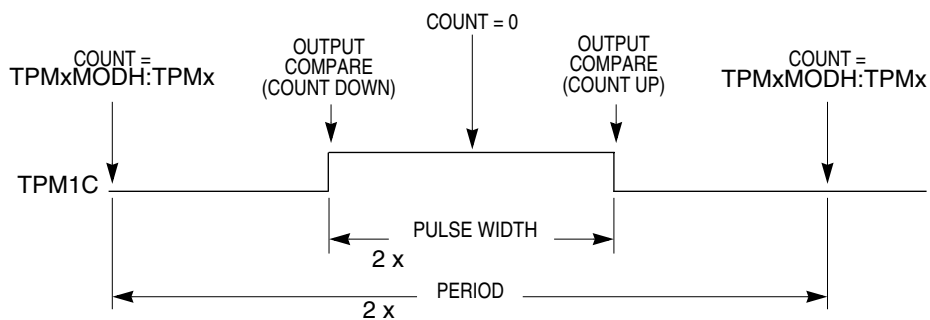 COUNT = 0
OUTPUT
COMPARE
(COUNT DOWN)
OUTPUT
COMPARE
(COUNT UP)
COUNT =
TPMxMODH:TPMx
COUNT =
TPMxMODH:TPMx
TPM1C
PULSE WIDTH
2 x
PERIOD
2 x